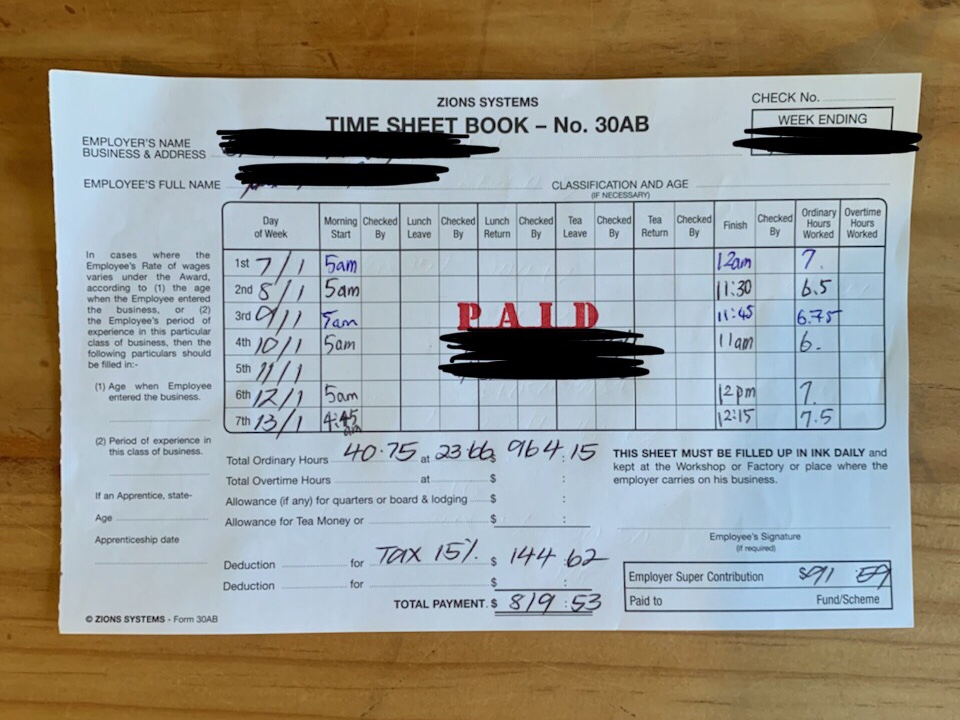 ZIONS SYSTEMS
TIME SHEET BOOK – No. 30AB
CHECK No.
WEEK ENDING
EMPLOYER'S NAME
BUSINESS & ADDRESS
EMPLOYEE'S FULL NAME
CLASSIFICATION AND AGE
(IF NECESSARY)
Day of Week Morning Start Checked By Lunch Leave Checked By Lunch Return Checked By Tea Leave Checked By Tea Return Checked By Finish Checked By Ordinary Hours Worked Overtime Hours Worked
1st 7/1 5am 12am 7.
2nd 8/1 5am 11:30 6.5
3rd 9/1 5am 11:45 6.75
4th 10/1 5am 11am 6.
5th 11/1
6th 12/1 5am 12pm 7.
7th 13/1 4:45 am 12:15 7.5
PAID
In cases where the
Employee's Rate of wages
varies under the Award,
according to (1) the age
when the Employee entered
the business, or (2)
the Employee's period of
experience in this particular
class of business, then the
following particulars should
be filled in:-
(1) Age when Employee
entered the business.
(2) Period of experience in
this class of business.
If an Apprentice, state-
Age
Apprenticeship date
Total Ordinary Hours 40.75 at 23 66 $ 964 : 15
Total Overtime Hours at $ :
Allowance (if any) for quarters or board & lodging $ :
Allowance for Tea Money or $ :
Deduction for Tax 15% $ 144 : 62
Deduction for $ :
TOTAL PAYMENT. $ 819 : 53
THIS SHEET MUST BE FILLED UP IN INK DAILY and
kept at the Workshop or Factory or place where the
employer carries on his business.
Employee's Signature
(if required)
Employer Super Contribution $91 : 59
Paid to Fund/Scheme
© ZIONS SYSTEMS - Form 30AB